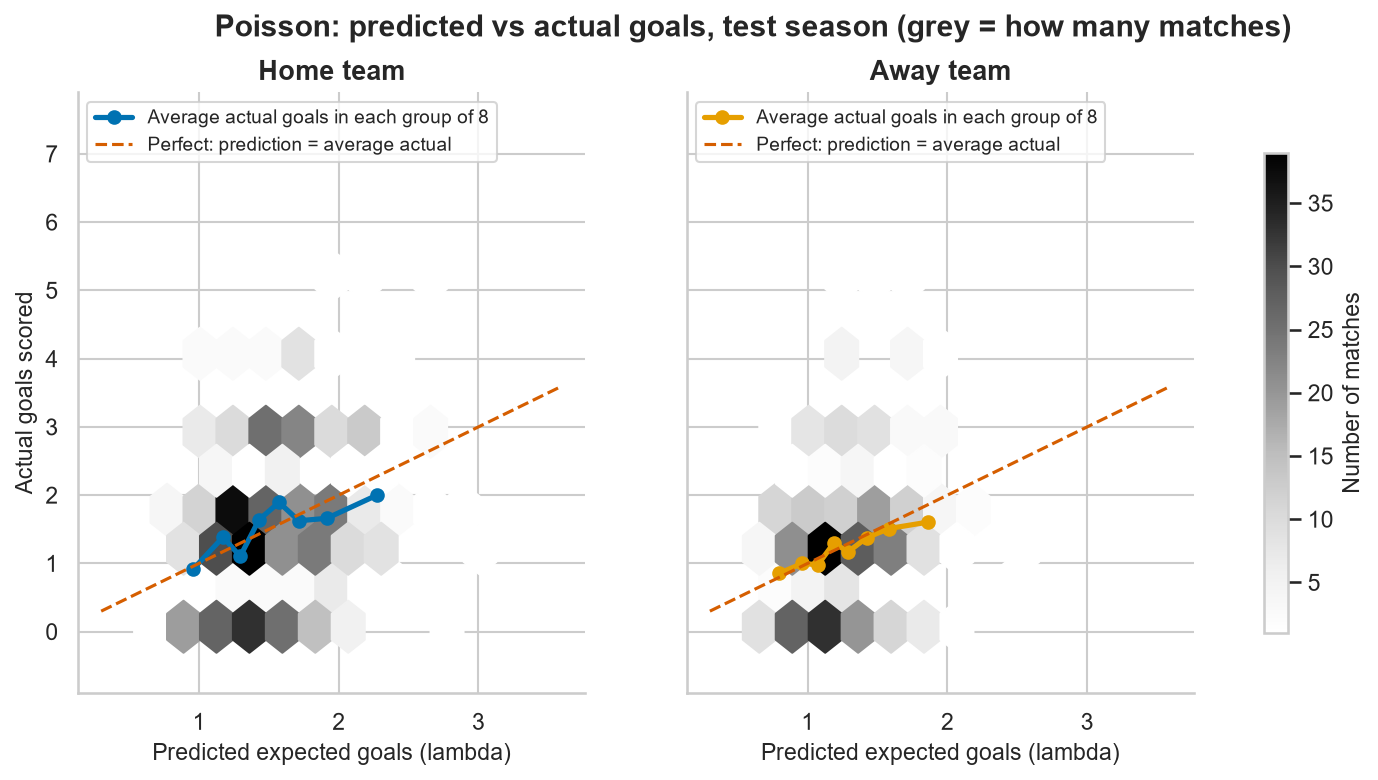 Poisson: predicted vs actual goals, test season (grey = how many matches)
Home team
Average actual goals in each group of 8
Perfect: prediction = average actual
7
6
5
4
3
2
1
0
Actual goals scored
1 2 3
Predicted expected goals (lambda)
Away team
Average actual goals in each group of 8
Perfect: prediction = average actual
1 2 3
Predicted expected goals (lambda)
35
30
25
20
15
10
5
Number of matches